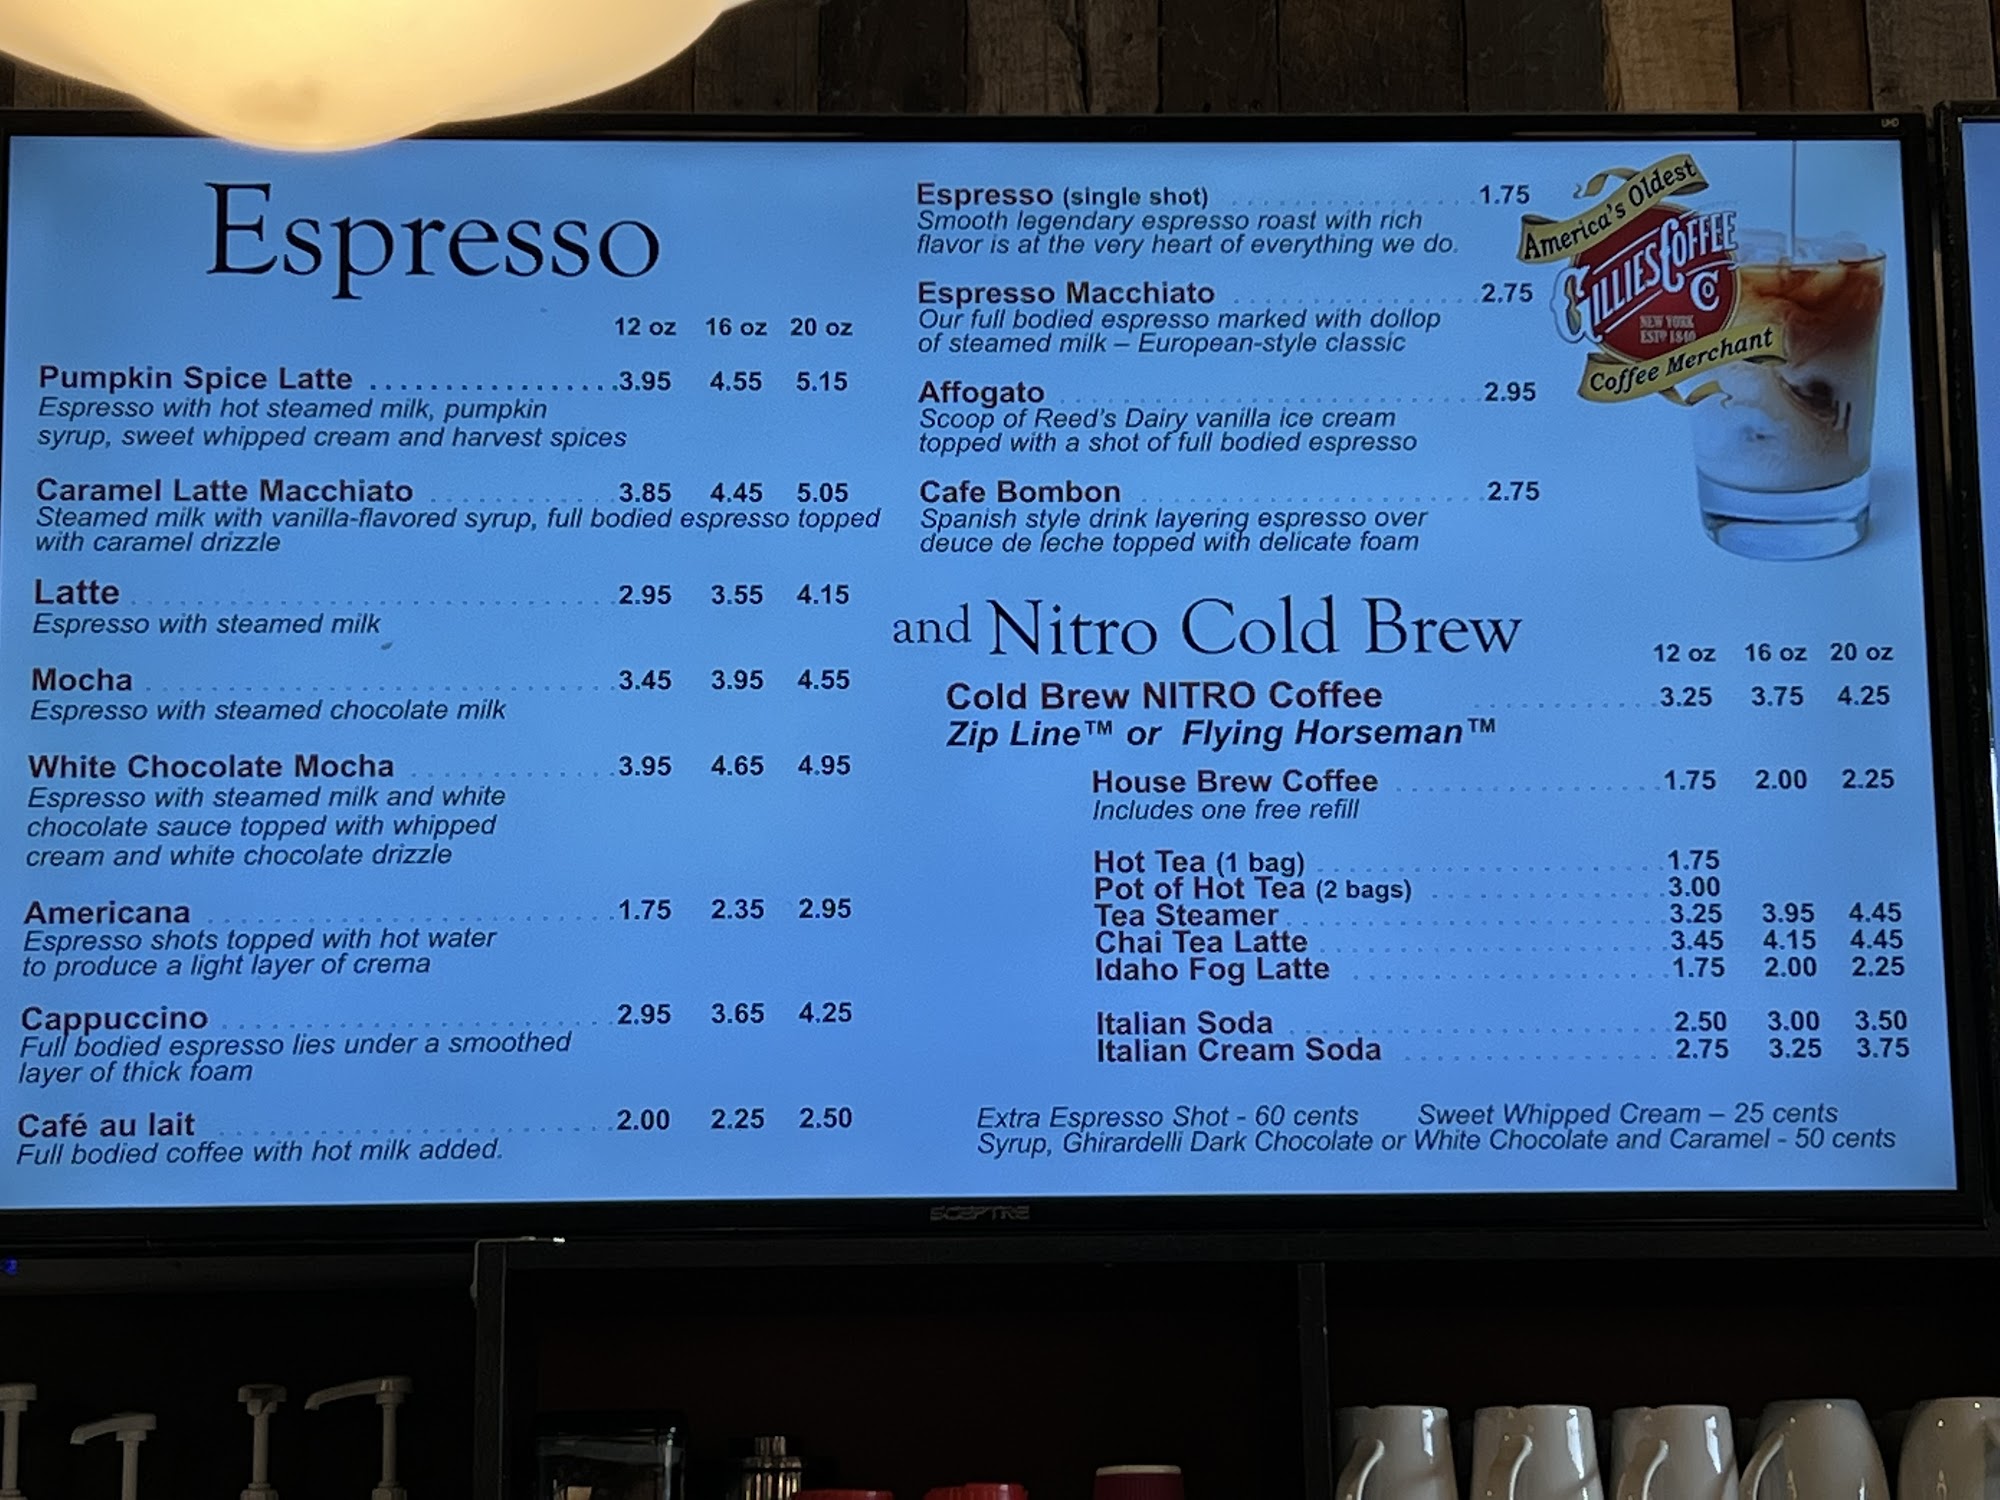 Espresso
12 oz 16 oz 20 oz
Pumpkin Spice Latte ................. 3.95 4.55 5.15
Espresso with hot steamed milk, pumpkin
syrup, sweet whipped cream and harvest spices
Caramel Latte Macchiato ............. 3.85 4.45 5.05
Steamed milk with vanilla-flavored syrup, full bodied espresso topped
with caramel drizzle
Latte ............................... 2.95 3.55 4.15
Espresso with steamed milk
Mocha ............................... 3.45 3.95 4.55
Espresso with steamed chocolate milk
White Chocolate Mocha ............. 3.95 4.65 4.95
Espresso with steamed milk and white
chocolate sauce topped with whipped
cream and white chocolate drizzle
Americana ......................... 1.75 2.35 2.95
Espresso shots topped with hot water
to produce a light layer of crema
Cappuccino ........................ 2.95 3.65 4.25
Full bodied espresso lies under a smoothed
layer of thick foam
Café au lait ........................ 2.00 2.25 2.50
Full bodied coffee with hot milk added.
Espresso (single shot) ................. 1.75
Smooth legendary espresso roast with rich
flavor is at the very heart of everything we do.
Espresso Macchiato ................. 2.75
Our full bodied espresso marked with dollop
of steamed milk – European-style classic
Affogato ............................. 2.95
Scoop of Reed's Dairy vanilla ice cream
topped with a shot of full bodied espresso
Cafe Bombon ........................ 2.75
Spanish style drink layering espresso over
deuce de leche topped with delicate foam
America's Oldest
GILLIES COFFEE
CO
NEW YORK
ESTD 1840
Coffee Merchant
and Nitro Cold Brew
12 oz 16 oz 20 oz
Cold Brew NITRO Coffee ............. 3.25 3.75 4.25
Zip Line™ or Flying Horseman™
House Brew Coffee ................. 1.75 2.00 2.25
Includes one free refill
Hot Tea (1 bag) ..................... 1.75
Pot of Hot Tea (2 bags) ............. 3.00
Tea Steamer ......................... 3.25 3.95 4.45
Chai Tea Latte ...................... 3.45 4.15 4.45
Idaho Fog Latte ..................... 1.75 2.00 2.25
Italian Soda ........................ 2.50 3.00 3.50
Italian Cream Soda ................. 2.75 3.25 3.75
Extra Espresso Shot - 60 cents Sweet Whipped Cream – 25 cents
Syrup, Ghirardelli Dark Chocolate or White Chocolate and Caramel - 50 cents
SCEPTRE
UHD